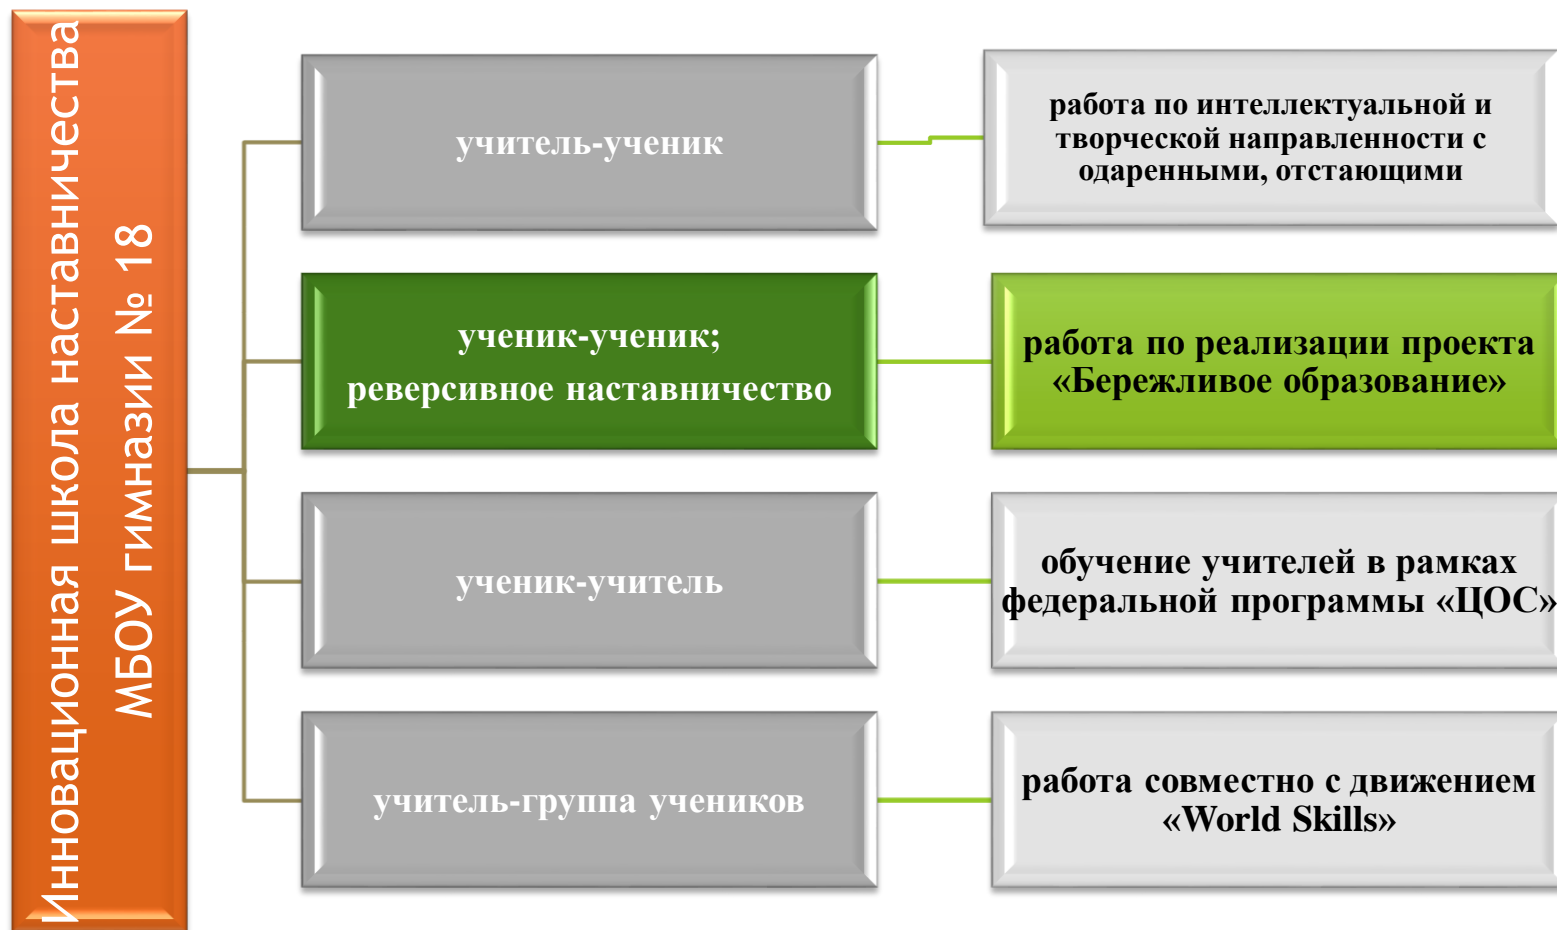 Инновационная школа наставничества
МБОУ гимназии № 18
учитель-ученик
работа по интеллектуальной и
творческой направленности с
одаренными, отстающими
ученик-ученик;
реверсивное наставничество
работа по реализации проекта
«Бережливое образование»
ученик-учитель
обучение учителей в рамках
федеральной программы «ЦОС»
учитель-группа учеников
работа совместно с движением
«World Skills»